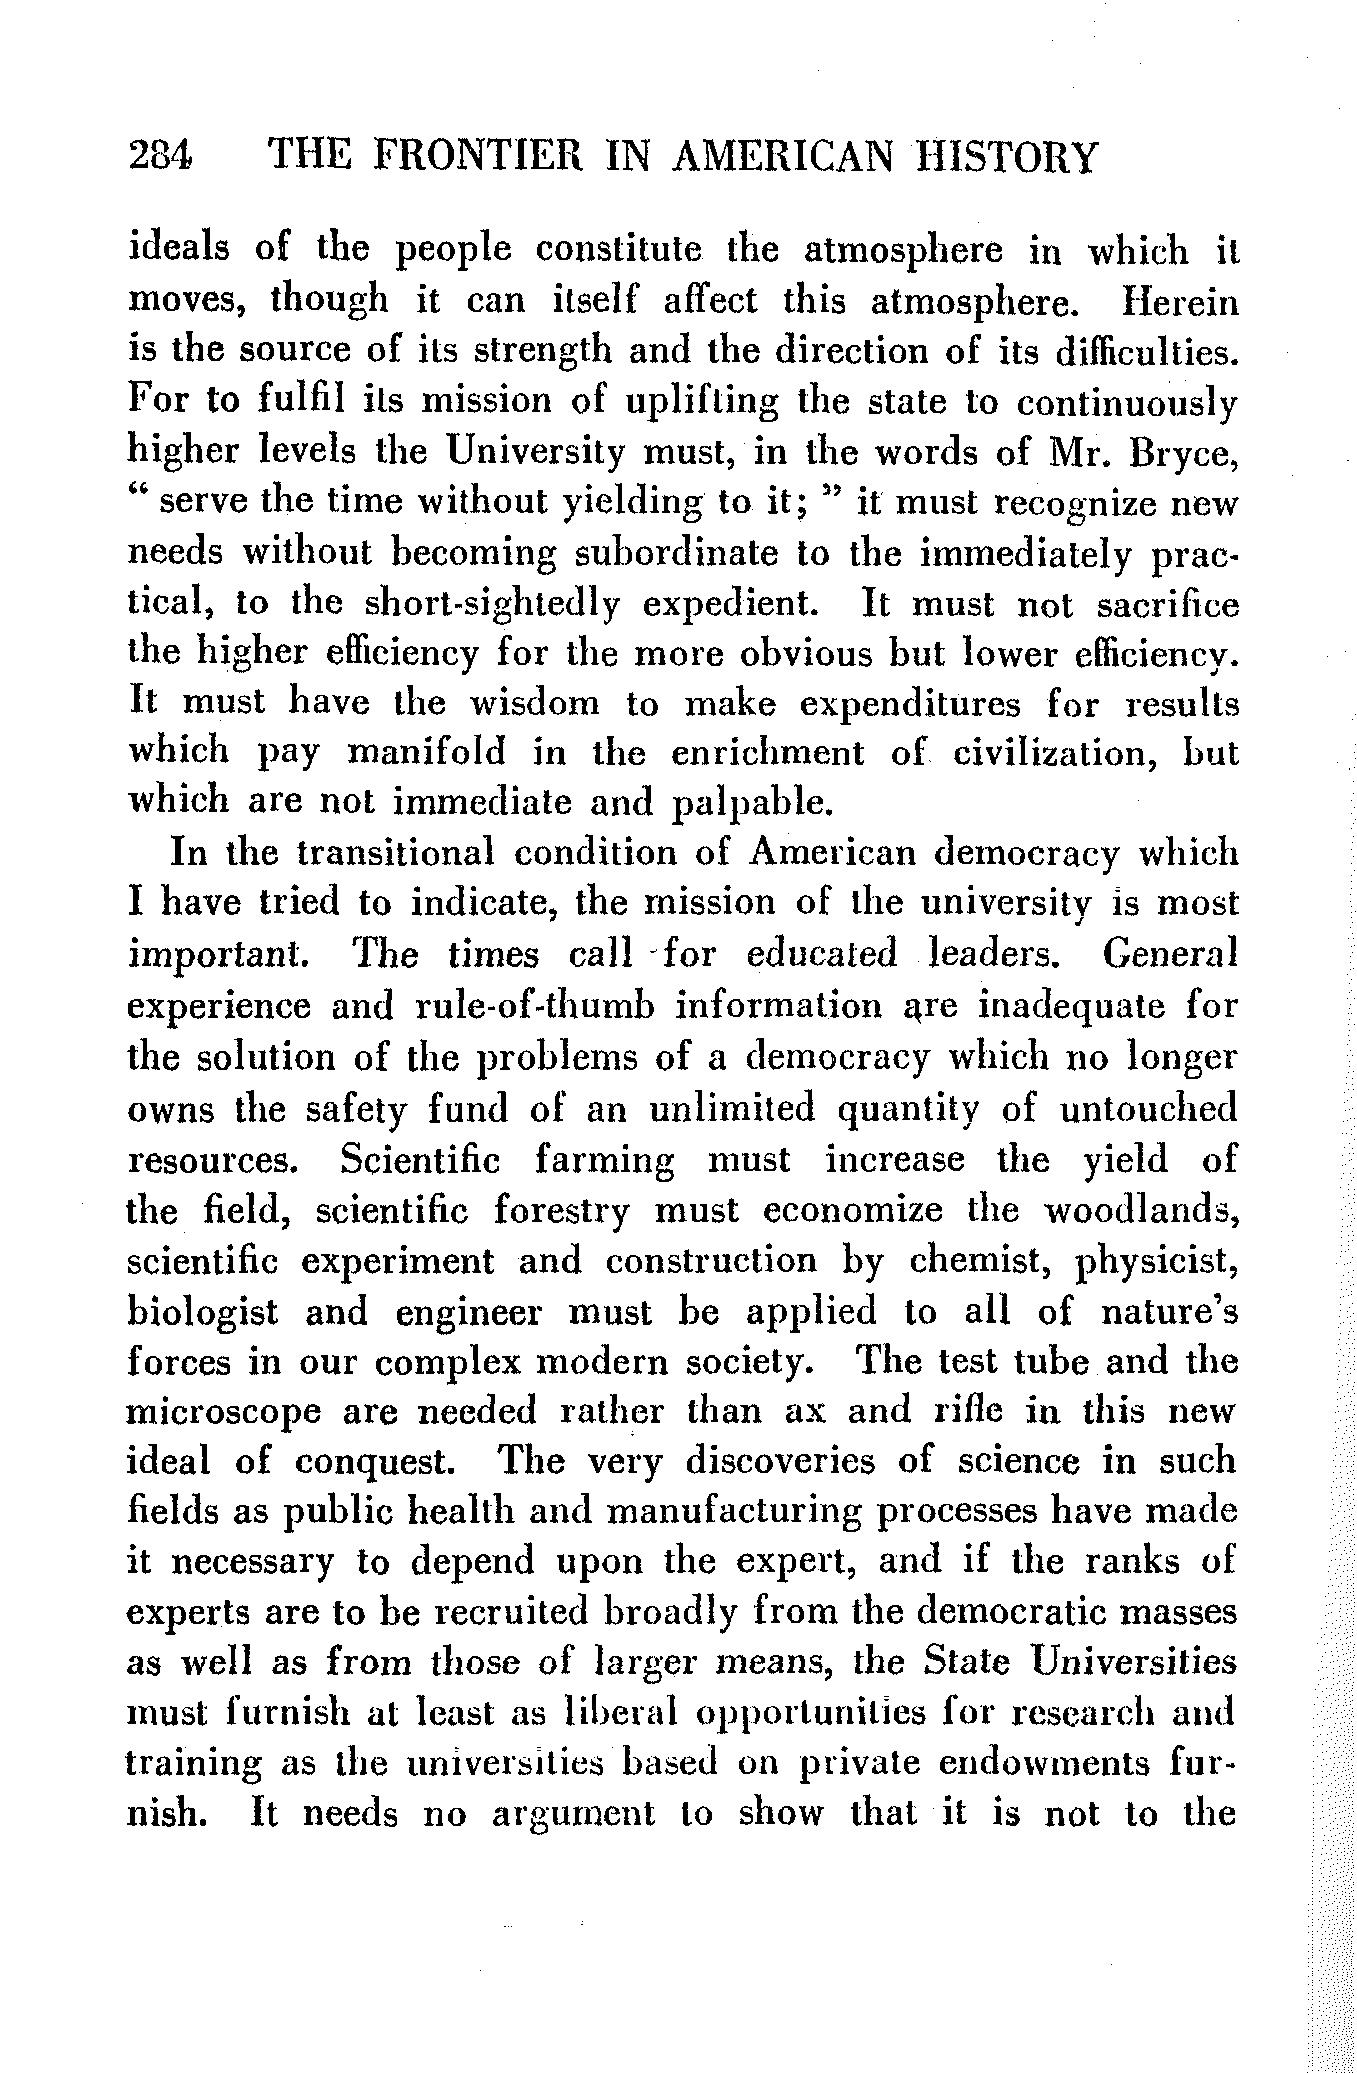 284 THE FRONTIER IN AMERICAN HISTORY
ideals of the people constitute the atmosphere in which it
moves, though it can itself affect this atmosphere. Herein
is the source of its strength and the direction of its difficulties.
For to fulfil its mission of uplifting the state to continuously
higher levels the University must, in the words of Mr. Bryce,
“ serve the time without yielding to it; ” it must recognize new
needs without becoming subordinate to the immediately prac-
tical, to the short-sightedly expedient. It must not sacrifice
the higher efficiency for the more obvious but lower efficiency.
It must have the wisdom to make expenditures for results
which pay manifold in the enrichment of civilization, but
which are not immediate and palpable.
In the transitional condition of American democracy which
I have tried to indicate, the mission of the university is most
important. The times call for educated leaders. General
experience and rule-of-thumb information are inadequate for
the solution of the problems of a democracy which no longer
owns the safety fund of an unlimited quantity of untouched
resources. Scientific farming must increase the yield of
the field, scientific forestry must economize the woodlands,
scientific experiment and construction by chemist, physicist,
biologist and engineer must be applied to all of nature's
forces in our complex modern society. The test tube and the
microscope are needed rather than ax and rifle in this new
ideal of conquest. The very discoveries of science in such
fields as public health and manufacturing processes have made
it necessary to depend upon the expert, and if the ranks of
experts are to be recruited broadly from the democratic masses
as well as from those of larger means, the State Universities
must furnish at least as liberal opportunities for research and
training as the universities based on private endowments fur-
nish. It needs no argument to show that it is not to the